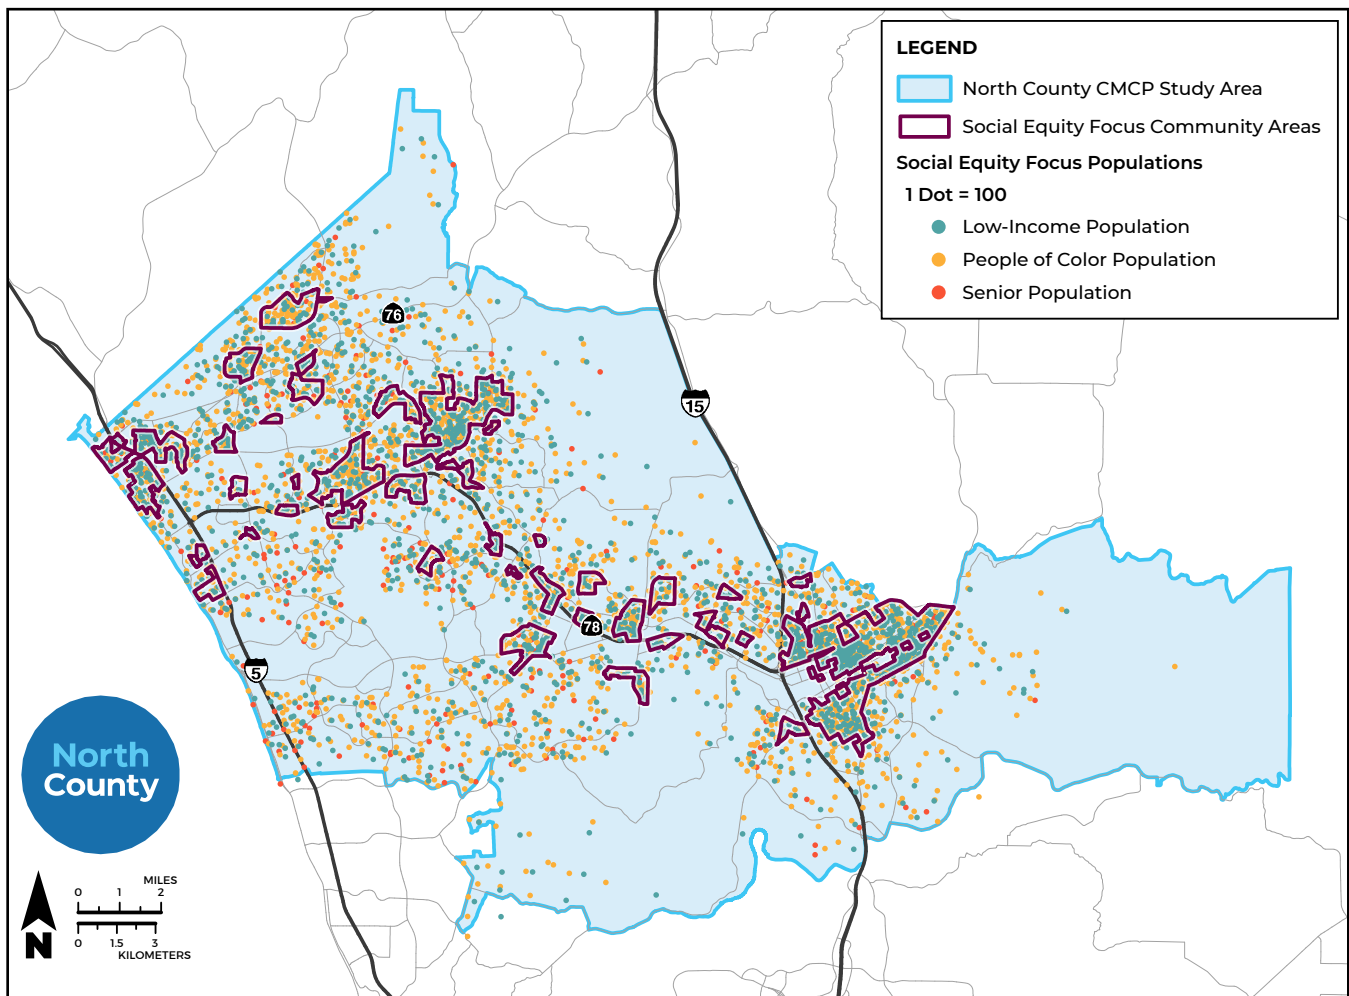 LEGEND
North County CMCP Study Area
Social Equity Focus Community Areas
Social Equity Focus Populations
1 Dot = 100
Low-Income Population
People of Color Population
Senior Population
76
15
78
5
North
County
MILES
0 1 2
0 1.5 3
KILOMETERS
N